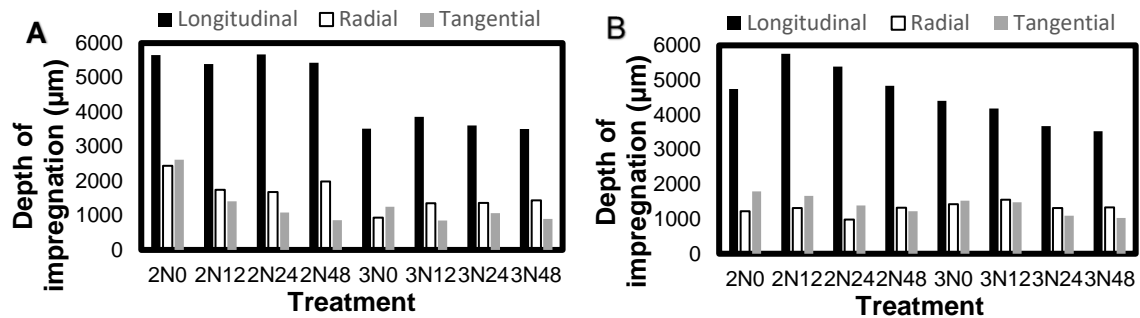 A
Longitudinal Radial Tangential
Depth of
impregnation (µm)
6000
5000
4000
3000
2000
1000
0
2N0 2N12 2N24 2N48 3N0 3N12 3N24 3N48
Treatment
B
Longitudinal Radial Tangential
Depth of
impregnation (µm)
6000
5000
4000
3000
2000
1000
0
2N0 2N12 2N24 2N48 3N0 3N12 3N24 3N48
Treatment